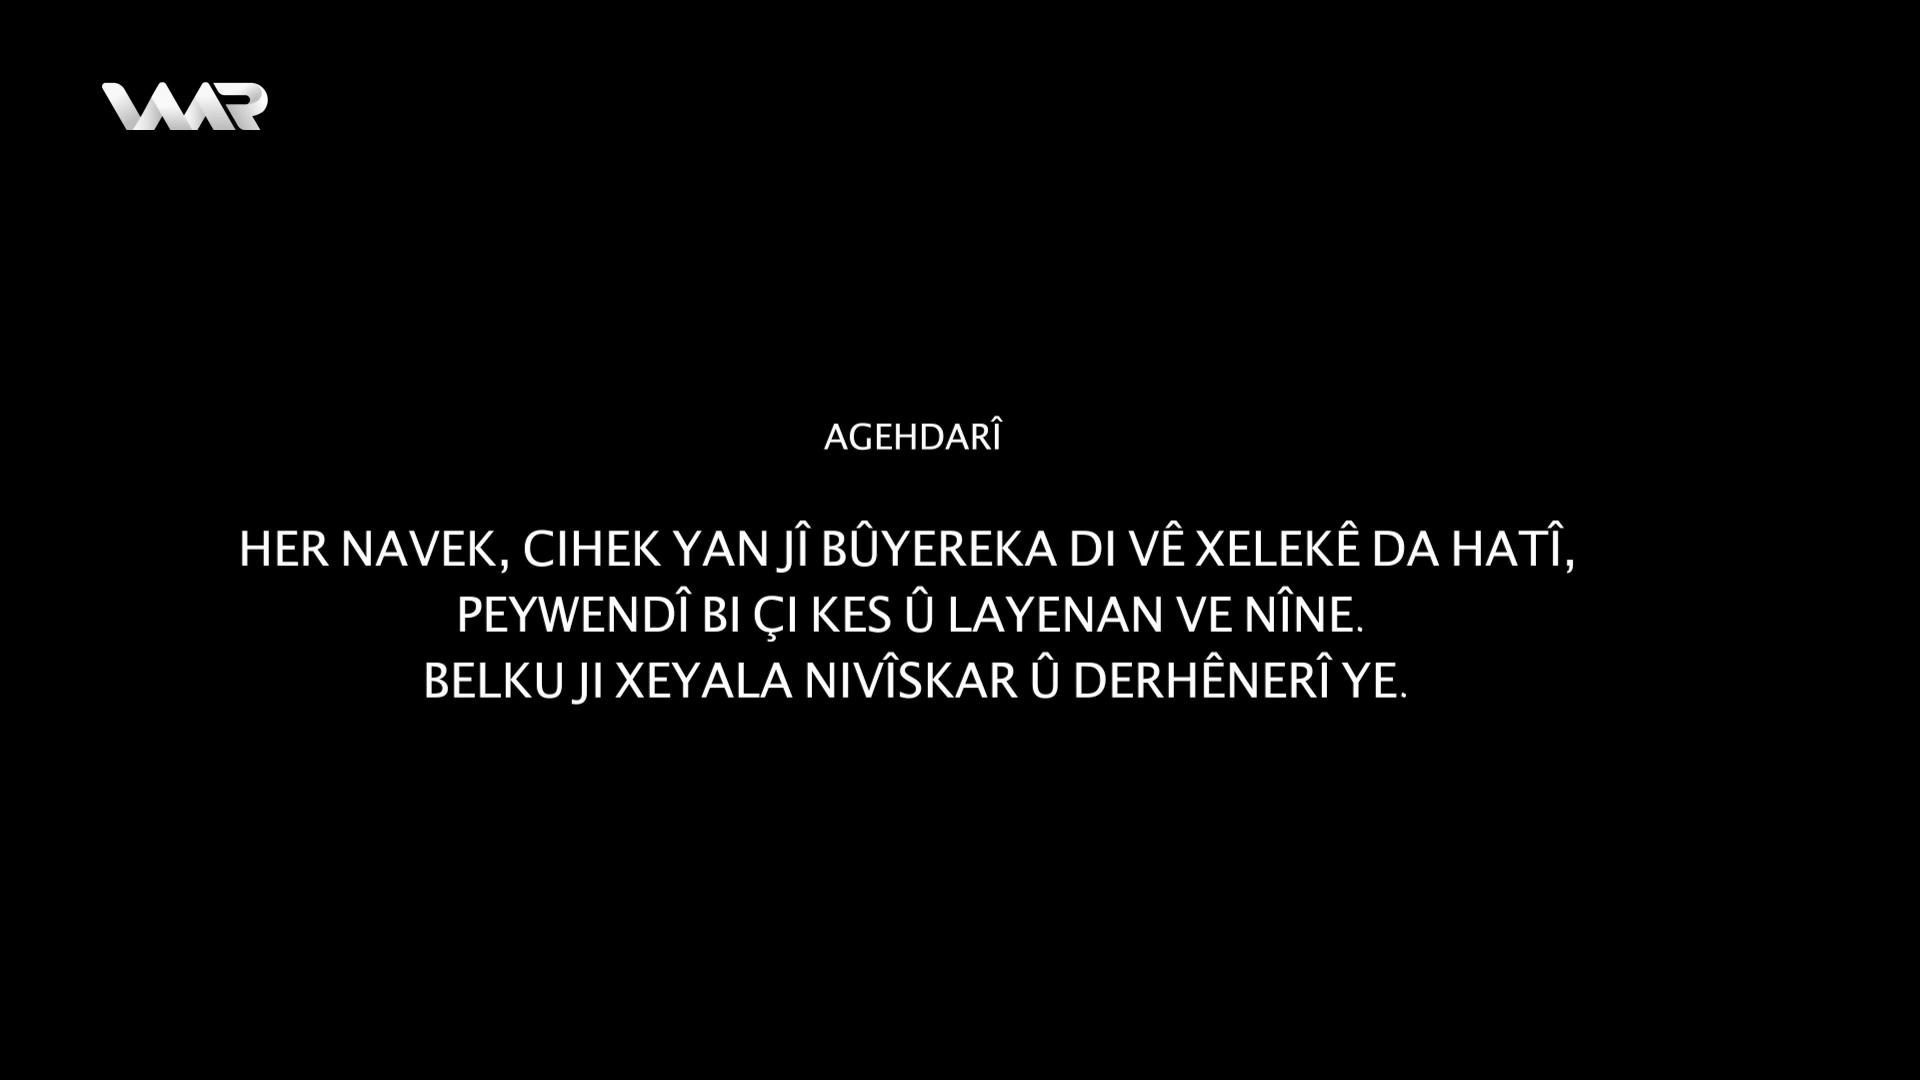 WAAR
AGEHDARÎ
HER NAVEK, CIHEK YAN JÎ BÛYEREKA DI VÊ XELEKÊ DA HATÎ,
PEYWENDÎ BI ÇI KES Û LAYENAN VE NÎNE.
BELKU JI XEYALA NIVÎSKAR Û DERHÊNERÎ YE.